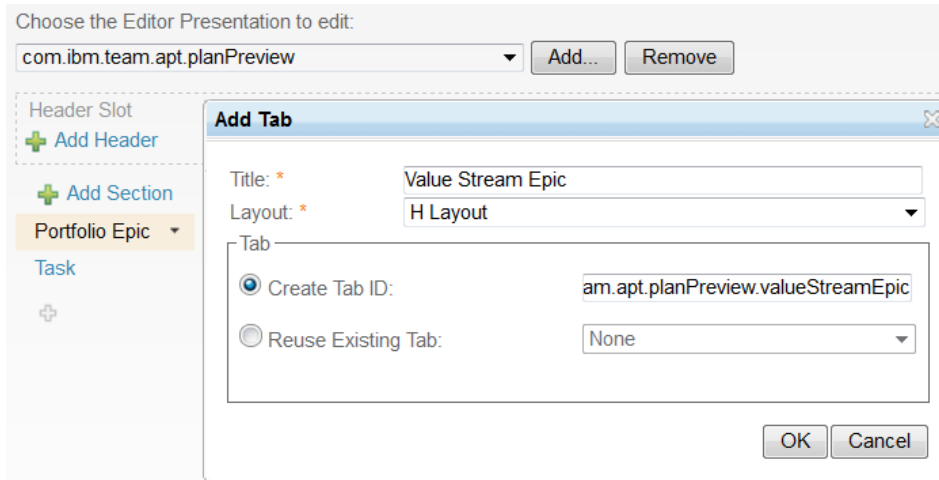 Choose the Editor Presentation to edit:
com.ibm.team.apt.planPreview Add... Remove
Header Slot
Add Header
Add Section
Portfolio Epic
Task
Add Tab
Title: * Value Stream Epic
Layout: * H Layout
Tab
Create Tab ID: am.apt.planPreview.valueStreamEpic
Reuse Existing Tab: None
OK Cancel